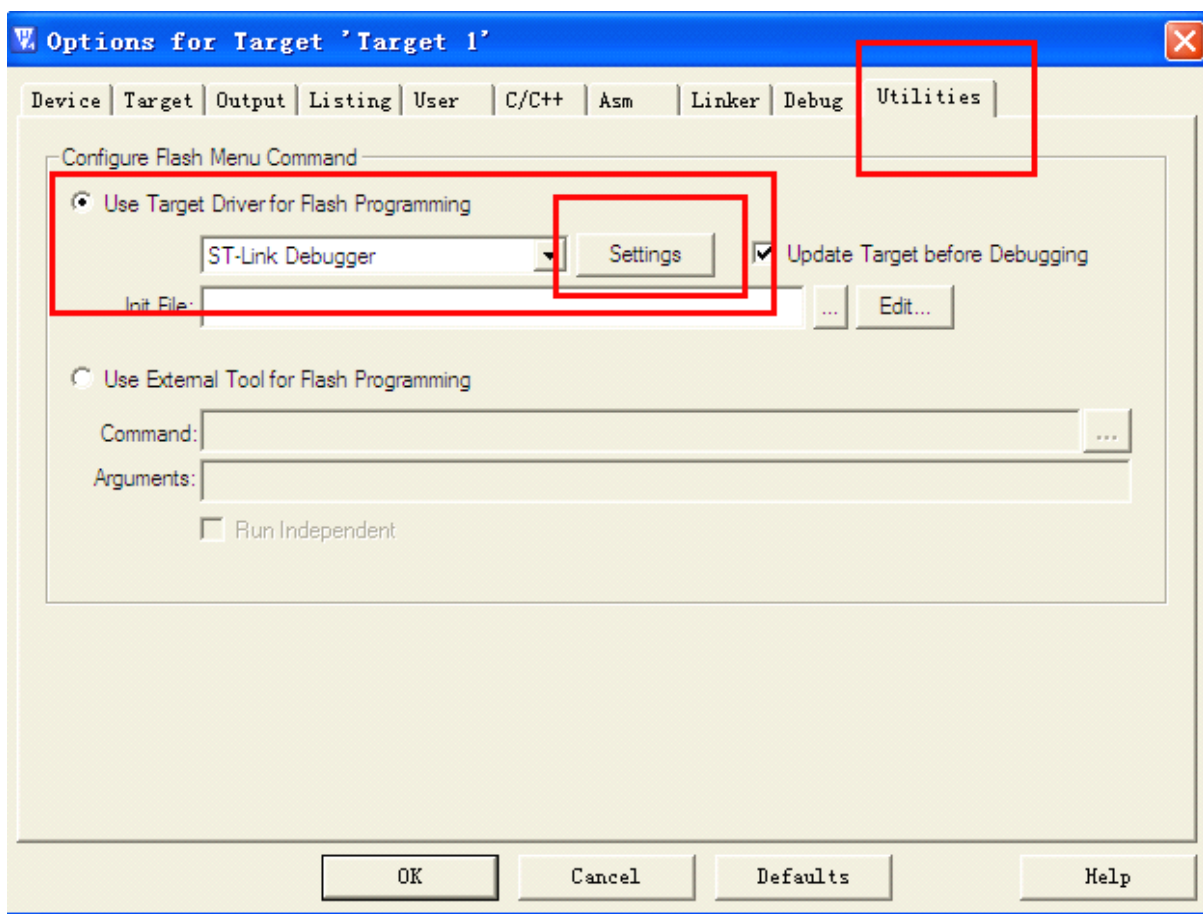 Options for Target 'Target 1'
Device Target Output Listing User C/C++ Asm Linker Debug Utilities
Configure Flash Menu Command
Use Target Driver for Flash Programming
ST-Link Debugger Settings Update Target before Debugging
Init File: ... Edit...
Use External Tool for Flash Programming
Command: ...
Arguments:
Run Independent
OK Cancel Defaults Help